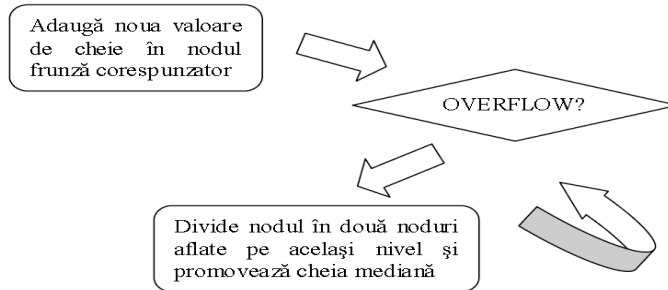 Adaugă noua valoare
de cheie în nodul
frunză corespunzator
OVERFLOW?
Divide nodul în două noduri
aflate pe acelaşi nivel şi
promovează cheia mediană